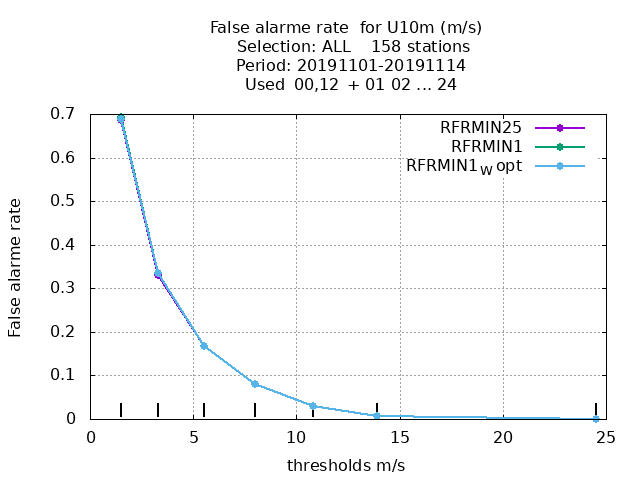 False alarme rate for U10m (m/s)
Selection: ALL 158 stations
Period: 20191101-20191114
Used 00,12 + 01 02 ... 24
RFRMIN25
RFRMIN1
RFRMIN1W opt
False alarme rate
0.7
0.6
0.5
0.4
0.3
0.2
0.1
0
0 5 10 15 20 25
thresholds m/s